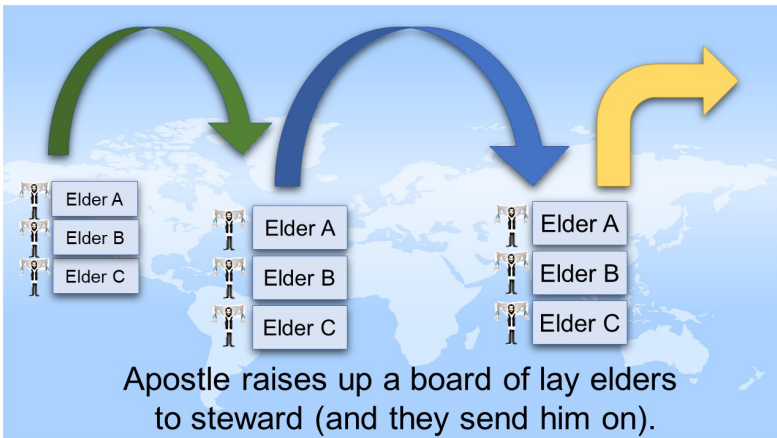 Elder A
Elder B
Elder C
Elder A
Elder B
Elder C
Elder A
Elder B
Elder C
Apostle raises up a board of lay elders
to steward (and they send him on).